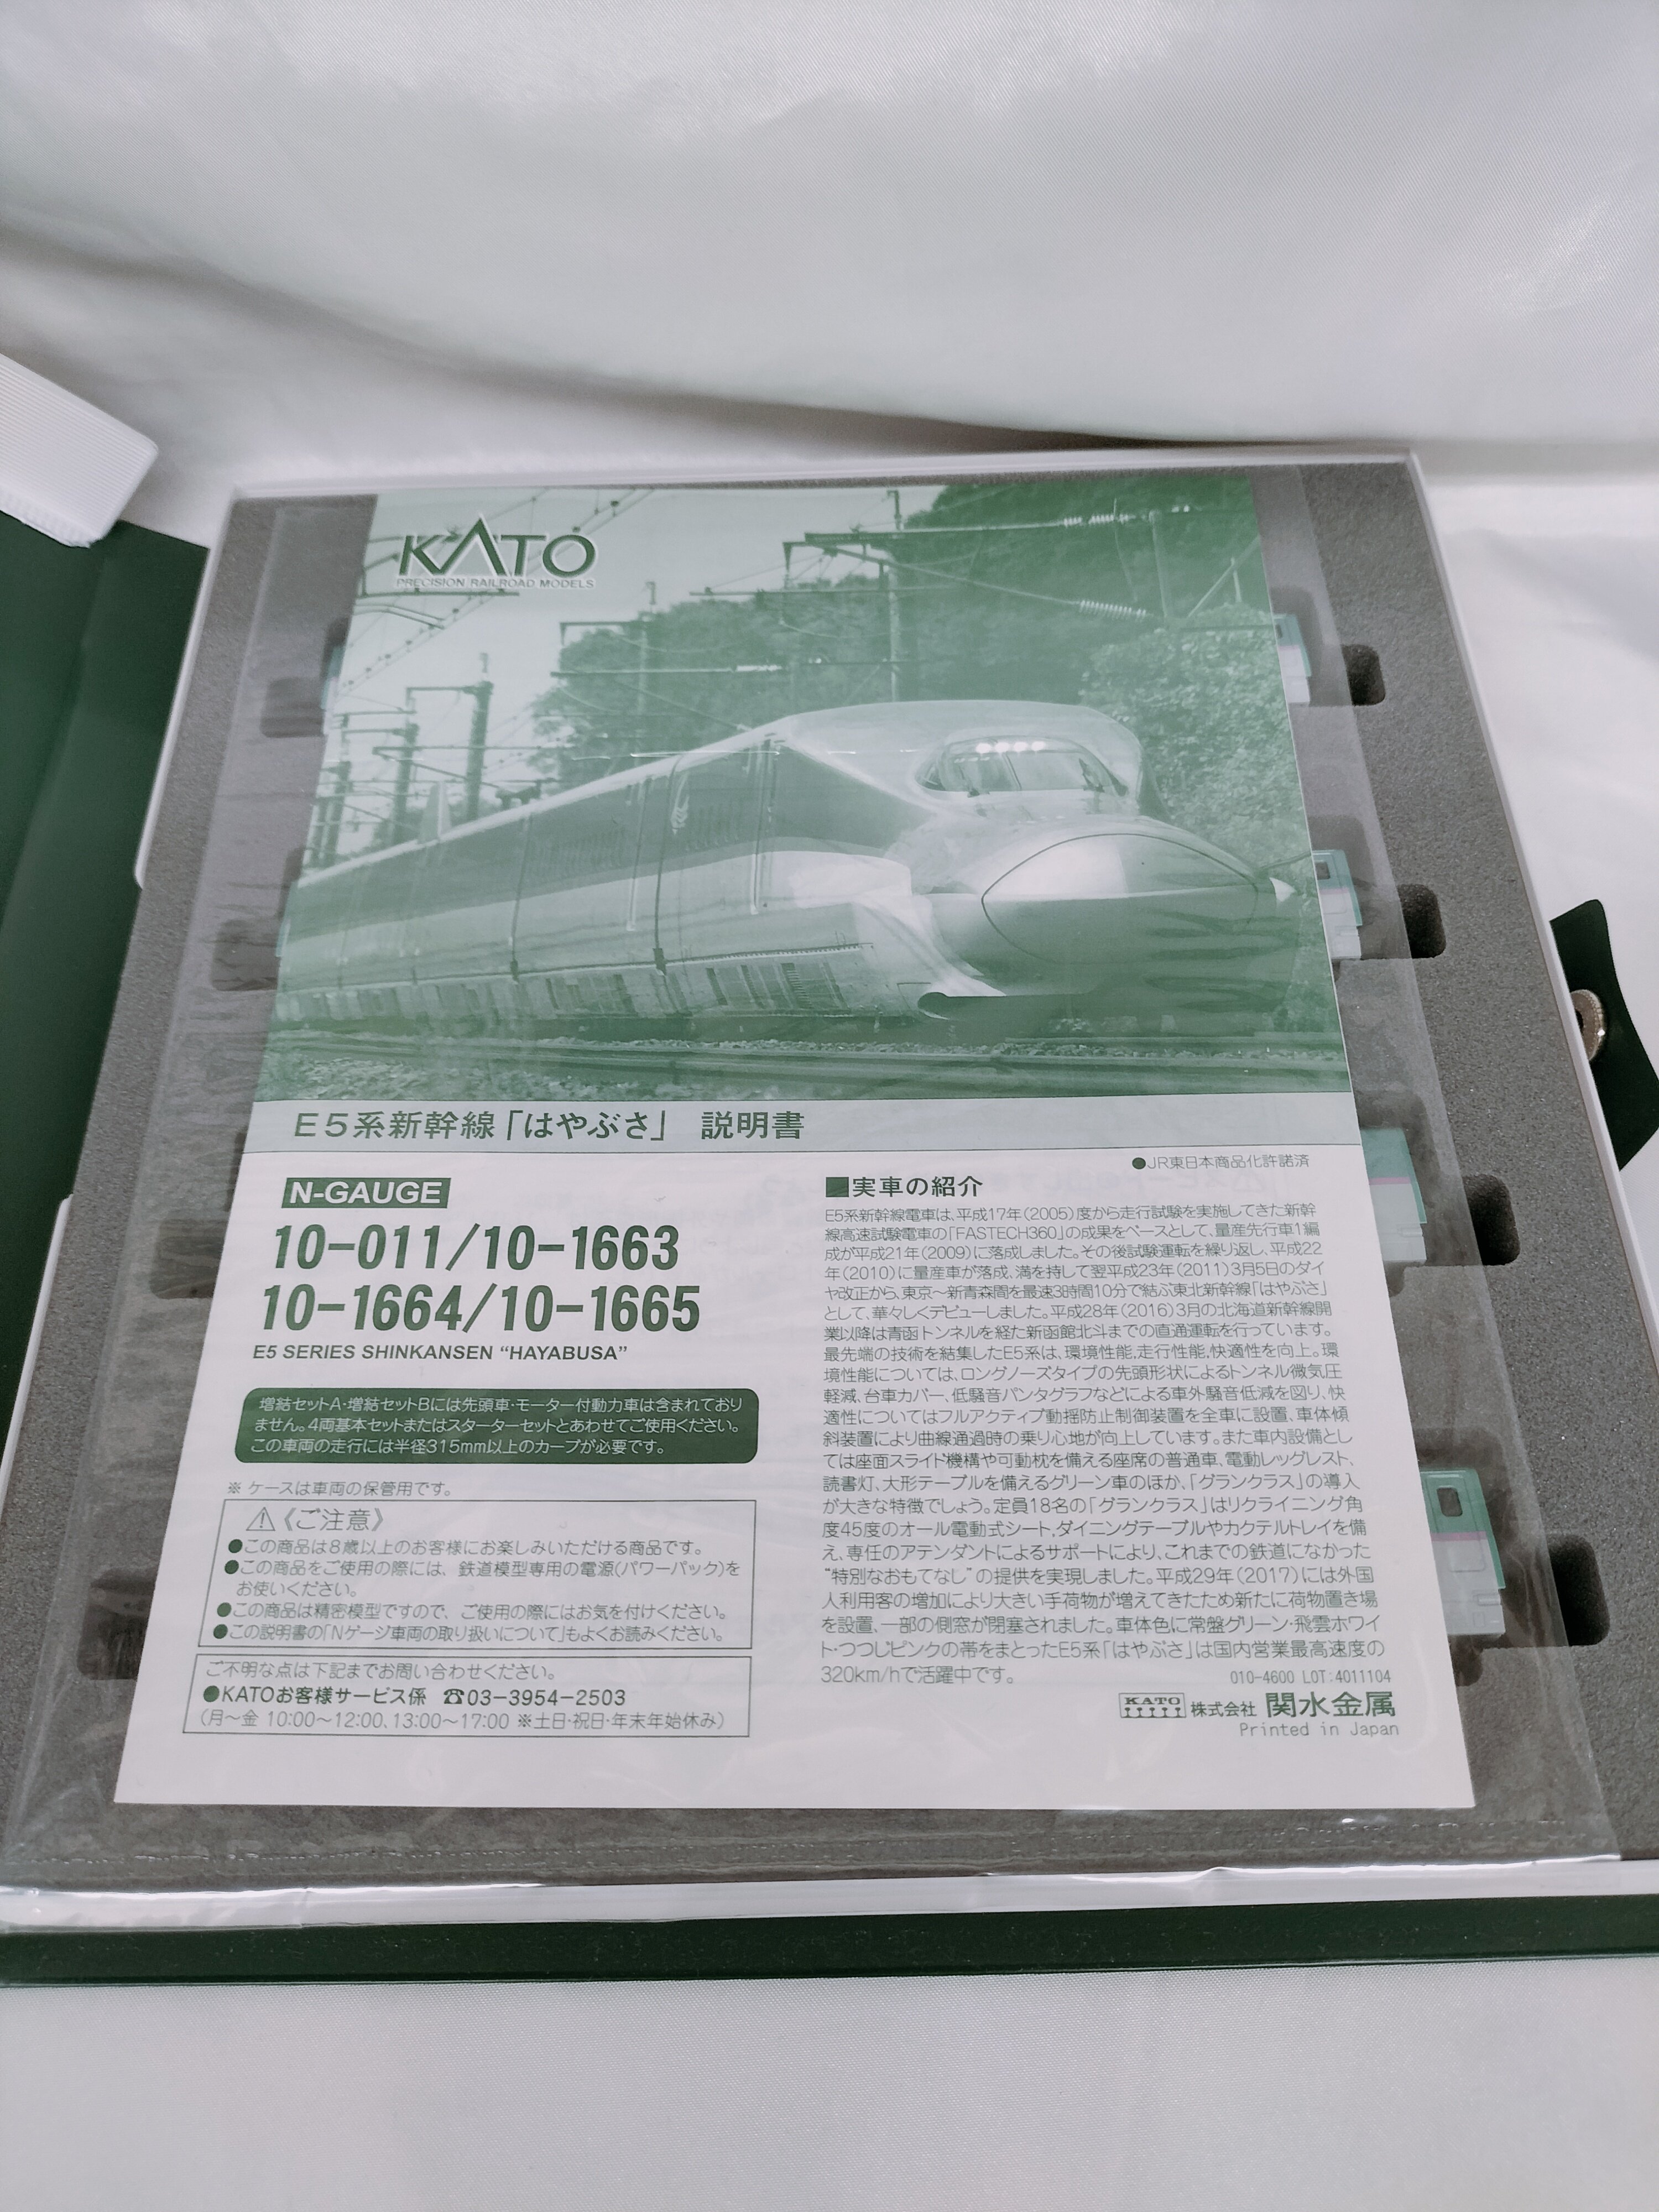 KATO
PRECISION RAILROAD MODELS
E5系新幹線「はやぶさ」 説明書
●JR東日本商品化許諾済
N-GAUGE
10-011/10-1663
10-1664/10-1665
E5 SERIES SHINKANSEN “HAYABUSA”
増結セットA・増結セットBには先頭車・モーター付動力車は含まれており
ません。4両基本セットまたはスターターセットとあわせてご使用ください。
この車両の走行には半径315mm以上のカーブが必要です。
※ ケースは車両の保管用です。
⚠《ご注意》
●この商品は8歳以上のお客様にお楽しみいただける商品です。
●この商品をご使用の際には、鉄道模型専用の電源(パワーパック)を
お使いください。
●この商品は精密模型ですので、ご使用の際にはお気を付けください。
●この説明書の「Nゲージ車両の取り扱いについて」もよくお読みください。
ご不明な点は下記までお問い合わせください。
●KATOお客様サービス係 ☎03-3954-2503
(月〜金 10:00〜12:00、13:00〜17:00 ※土日・祝日・年末年始休み)
■実車の紹介
E5系新幹線電車は、平成17年(2005)度から走行試験を実施してきた新幹
線高速試験電車の「FASTECH360」の成果をベースとして、量産先行車1編
成が平成21年(2009)に落成しました。その後試験運転を繰り返し、平成22
年(2010)に量産車が落成、満を持して翌平成23年(2011)3月5日のダイ
ヤ改正から、東京〜新青森間を最速3時間10分で結ぶ東北新幹線「はやぶさ」
として、華々しくデビューしました。平成28年(2016)3月の北海道新幹線開
業以降は青函トンネルを経た新函館北斗までの直通運転を行っています。
最先端の技術を結集したE5系は、環境性能,走行性能,快適性を向上。環
境性能については、ロングノーズタイプの先頭形状によるトンネル微気圧
軽減、台車カバー、低騒音パンタグラフなどによる車外騒音低減を図り、快
適性についてはフルアクティブ動揺防止制御装置を全車に設置、車体傾
斜装置により曲線通過時の乗り心地が向上しています。また車内設備とし
ては座面スライド機構や可動枕を備える座席の普通車、電動レッグレスト、
読書灯、大形テーブルを備えるグリーン車のほか、「グランクラス」の導入
が大きな特徴でしょう。定員18名の「グランクラス」はリクライニング角
度45度のオール電動式シート,ダイニングテーブルやカクテルトレイを備
え、専任のアテンダントによるサポートにより、これまでの鉄道になかった
“特別なおもてなし”の提供を実現しました。平成29年(2017)には外国
人利用客の増加により大きい手荷物が増えてきたため新たに荷物置き場
を設置、一部の側窓が閉塞されました。車体色に常盤グリーン・飛雲ホワイ
ト・つつじピンクの帯をまとったE5系「はやぶさ」は国内営業最高速度の
320km/hで活躍中です。
010-4600 LOT:4011104
KATO 株式会社 関水金属
Printed in Japan